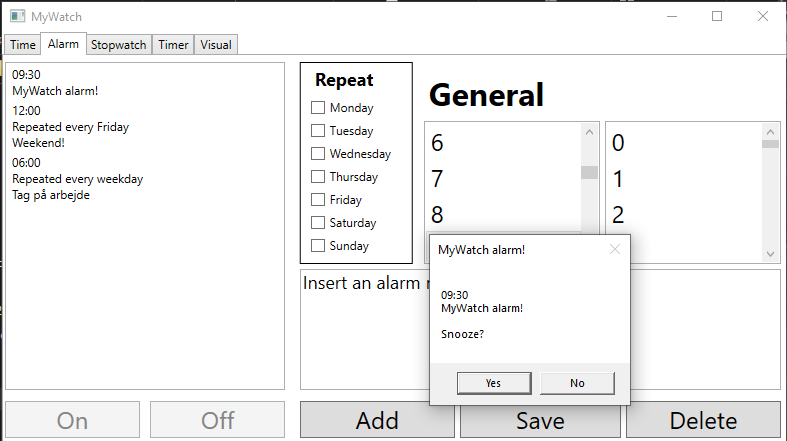 MyWatch
Time Alarm Stopwatch Timer Visual
09:30
MyWatch alarm!
12:00
Repeated every Friday
Weekend!
06:00
Repeated every weekday
Tag på arbejde
Repeat
Monday
Tuesday
Wednesday
Thursday
Friday
Saturday
Sunday
General
6
7
8
0
1
2
Insert an alarm
MyWatch alarm!
09:30
MyWatch alarm!
Snooze?
Yes No
On Off Add Save Delete